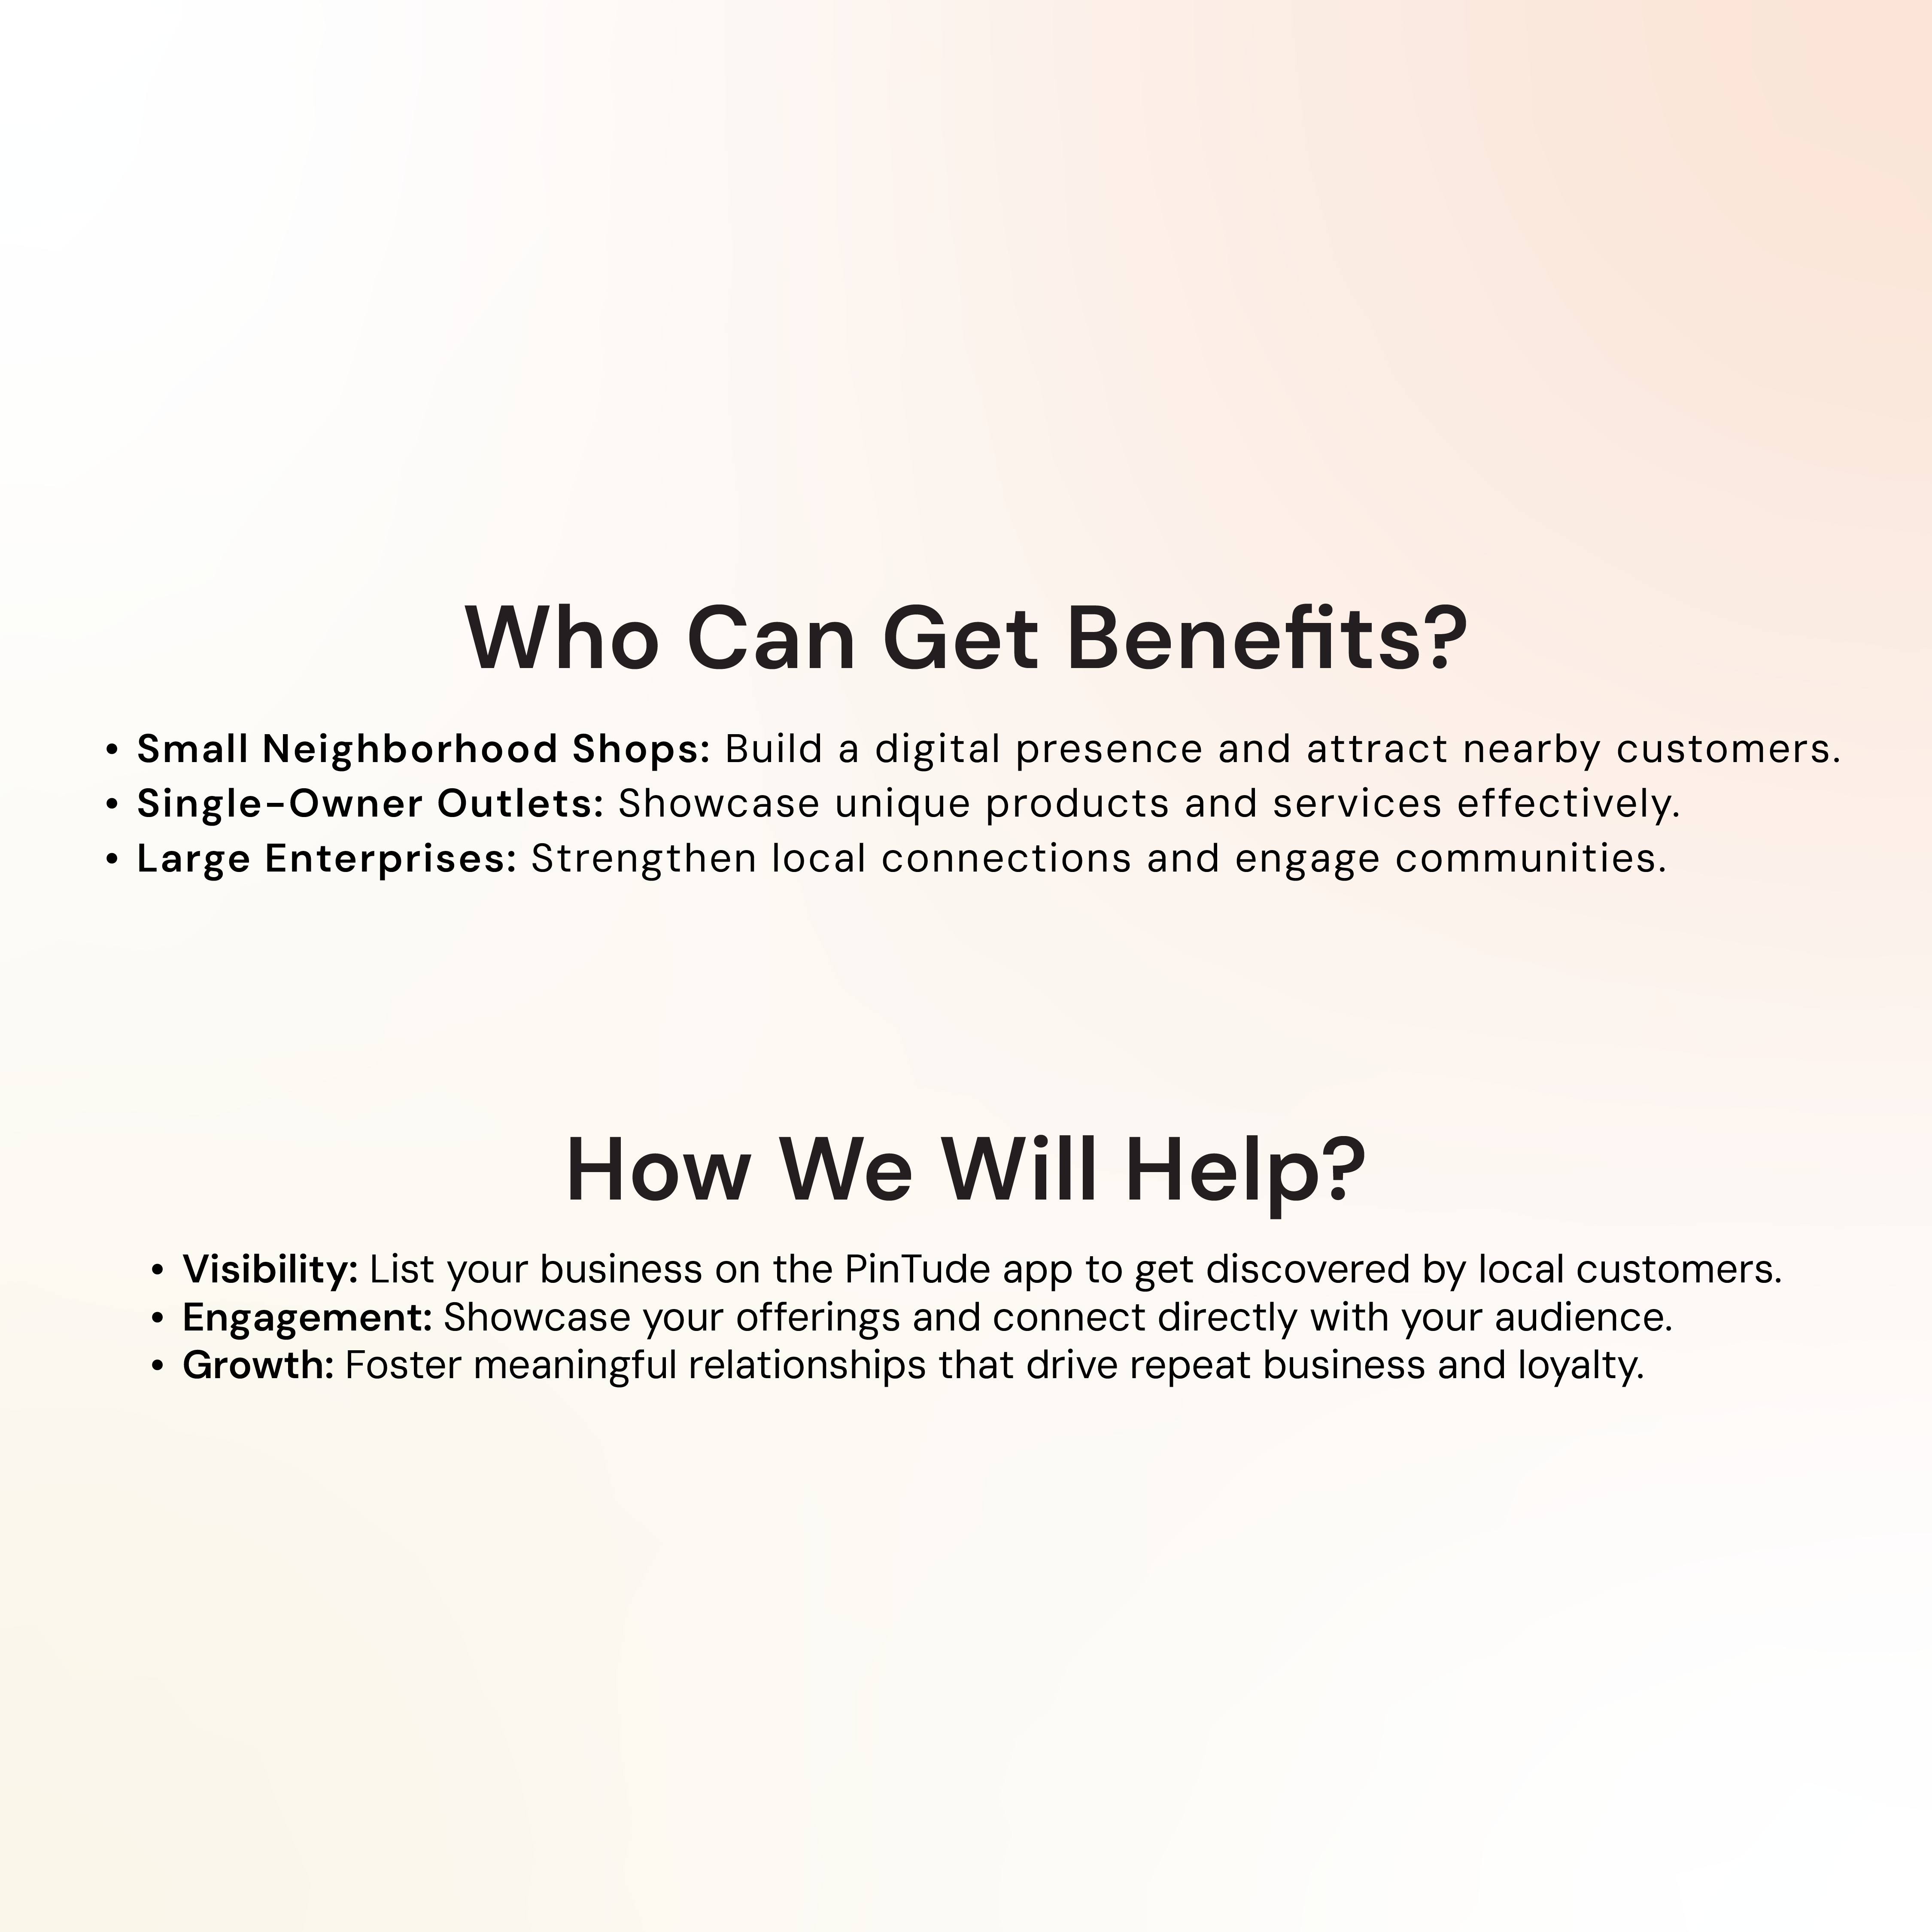 Who Can Get Benefits?
• Small Neighborhood Shops: Build a digital presence and attract nearby customers.
• Single-Owner Outlets: Showcase unique products and services effectively.
• Large Enterprises: Strengthen local connections and engage communities.
How We Will Help?
• Visibility: List your business on the PinTude app to get discovered by local customers.
• Engagement: Showcase your offerings and connect directly with your audience.
• Growth: Foster meaningful relationships that drive repeat business and loyalty.